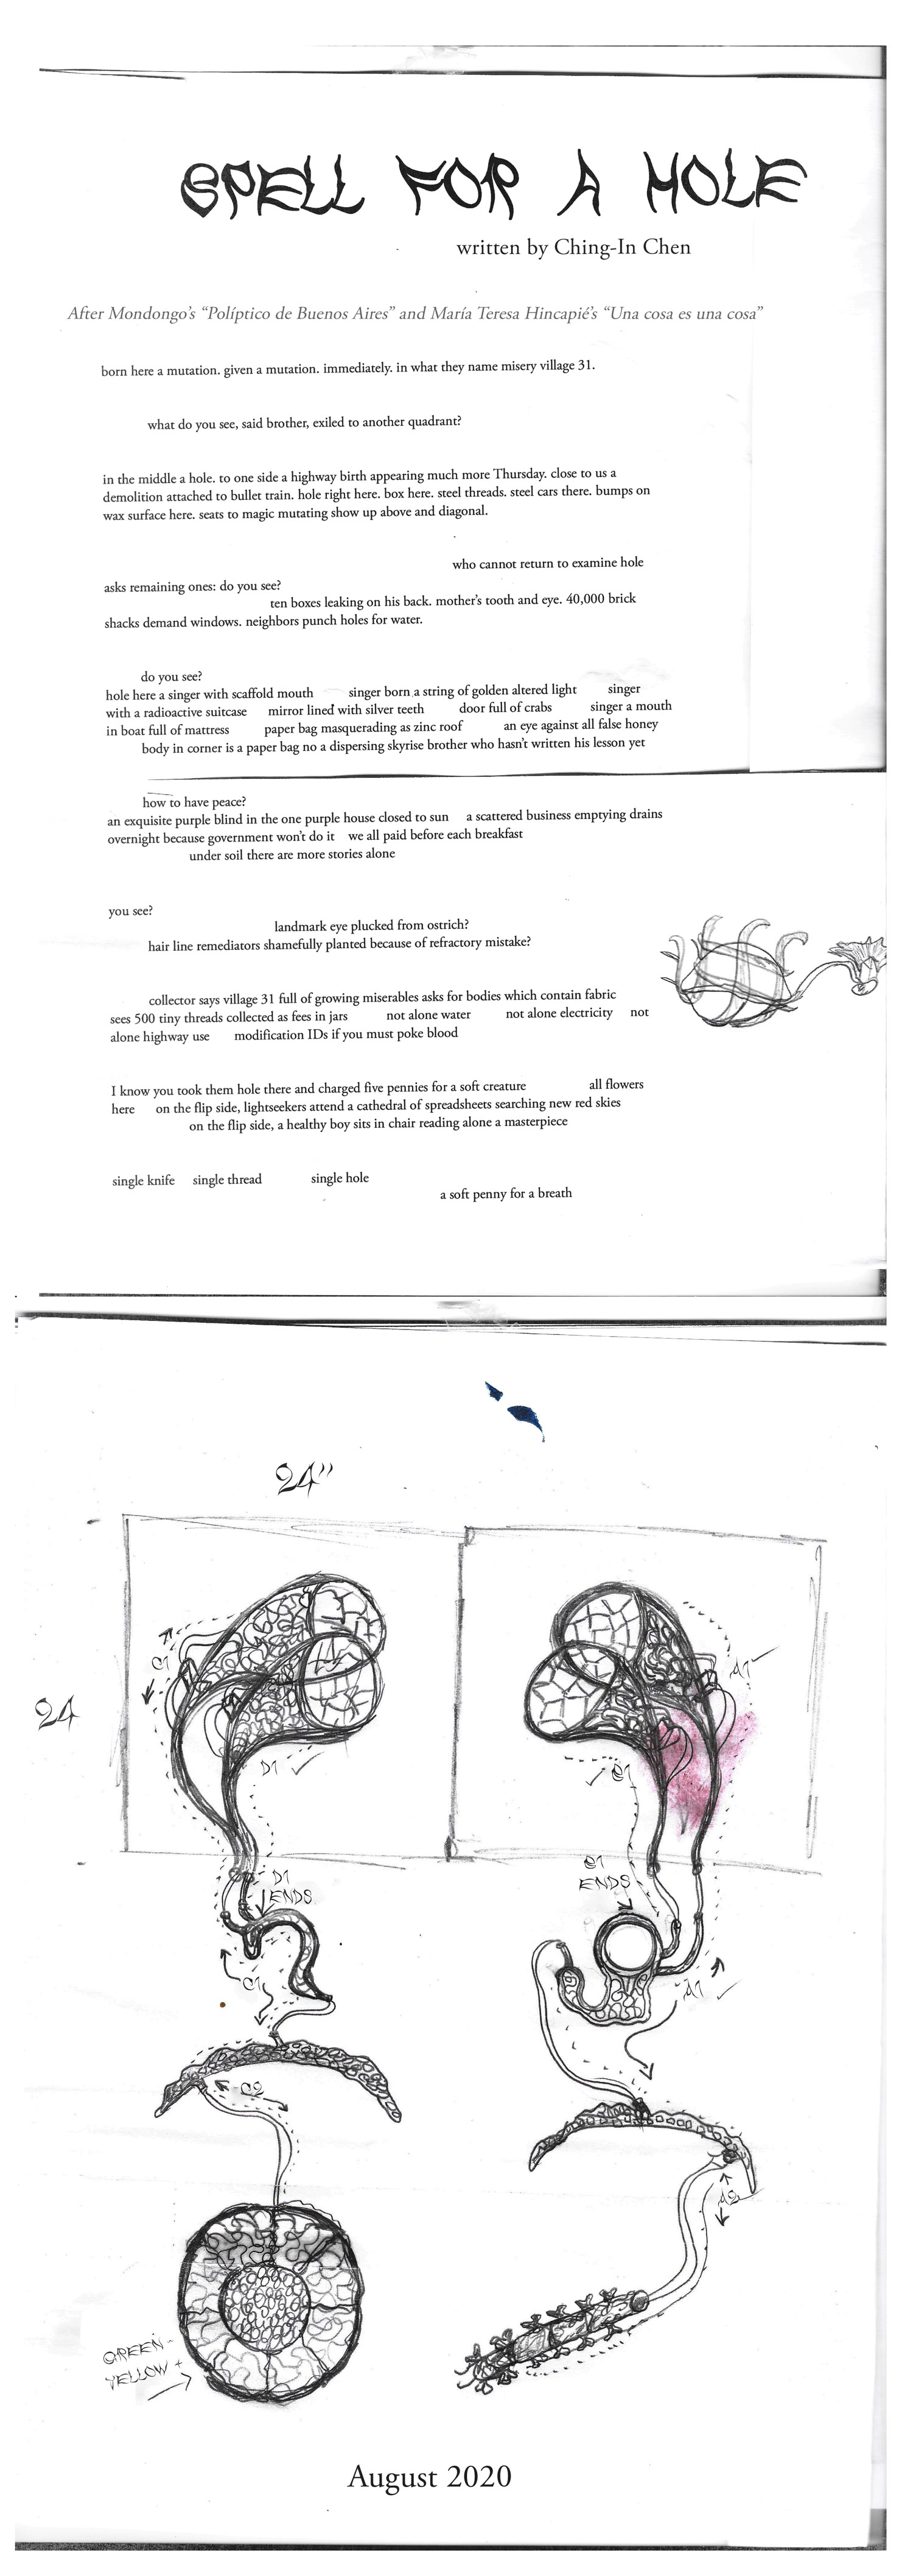 SPELL FOR A HOLE
written by Ching-In Chen
After Mondongo's “Políptico de Buenos Aires” and María Teresa Hincapié's “Una cosa es una cosa”
born here a mutation. given a mutation. immediately. in what they name misery village 31.
what do you see, said brother, exiled to another quadrant?
in the middle a hole. to one side a highway birth appearing much more Thursday. close to us a
demolition attached to bullet train. hole right here. box here. steel threads. steel cars there. bumps on
wax surface here. seats to magic mutating show up above and diagonal.
who cannot return to examine hole
asks remaining ones: do you see?
ten boxes leaking on his back. mother's tooth and eye. 40,000 brick
shacks demand windows. neighbors punch holes for water.
do you see?
hole here a singer with scaffold mouth singer born a string of golden altered light singer
with a radioactive suitcase mirror lined with silver teeth door full of crabs singer a mouth
in boat full of mattress paper bag masquerading as zinc roof an eye against all false honey
body in corner is a paper bag no a dispersing skyrise brother who hasn't written his lesson yet
how to have peace?
an exquisite purple blind in the one purple house closed to sun a scattered business emptying drains
overnight because government won't do it we all paid before each breakfast
under soil there are more stories alone
you see?
landmark eye plucked from ostrich?
hair line remediators shamefully planted because of refractory mistake?
collector says village 31 full of growing miserables asks for bodies which contain fabric
sees 500 tiny threads collected as fees in jars not alone water not alone electricity not
alone highway use modification IDs if you must poke blood
I know you took them hole there and charged five pennies for a soft creature all flowers
here on the flip side, lightseekers attend a cathedral of spreadsheets searching new red skies
on the flip side, a healthy boy sits in chair reading alone a masterpiece
single knife single thread single hole
a soft penny for a breath
24"
C1
A1
24
D1
B1
D1
ENDS
B1
ENDS
C1
A1
C2
A2
GREEN-
YELLOW +
August 2020